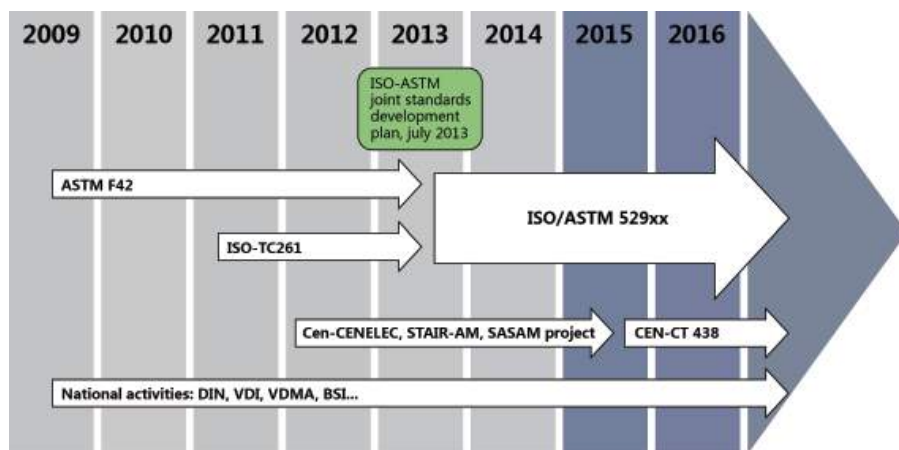 2009 2010 2011 2012 2013 2014 2015 2016
ISO-ASTM
joint standards
development
plan, july 2013
ASTM F42
ISO/ASTM 529xx
ISO-TC261
Cen-CENELEC, STAIR-AM, SASAM project
CEN-CT 438
National activities: DIN, VDI, VDMA, BSI...